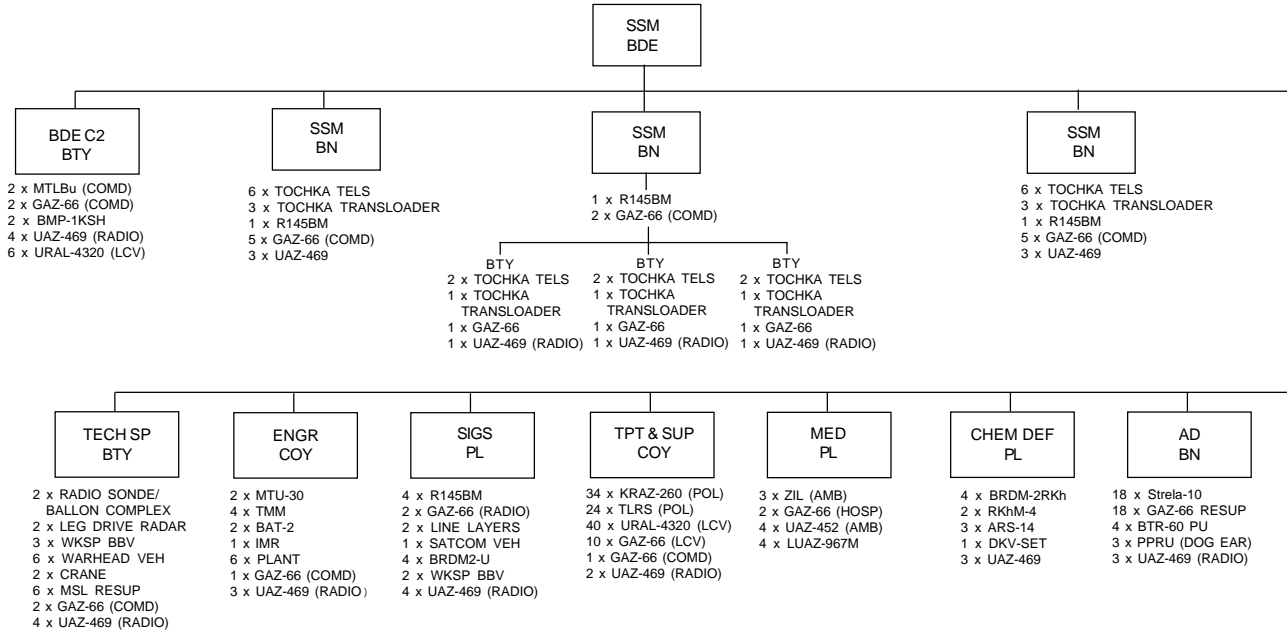 SSM
BDE
BDE C2
BTY
2 x MTLBu (COMD)
2 x GAZ-66 (COMD)
2 x BMP-1KSH
4 x UAZ-469 (RADIO)
6 x URAL-4320 (LCV)
SSM
BN
6 x TOCHKA TELS
3 x TOCHKA TRANSLOADER
1 x R145BM
5 x GAZ-66 (COMD)
3 x UAZ-469
SSM
BN
1 x R145BM
2 x GAZ-66 (COMD)
BTY
2 x TOCHKA TELS
1 x TOCHKA
TRANSLOADER
1 x GAZ-66
1 x UAZ-469 (RADIO)
BTY
2 x TOCHKA TELS
1 x TOCHKA
TRANSLOADER
1 x GAZ-66
1 x UAZ-469 (RADIO)
BTY
2 x TOCHKA TELS
1 x TOCHKA
TRANSLOADER
1 x GAZ-66
1 x UAZ-469 (RADIO)
SSM
BN
6 x TOCHKA TELS
3 x TOCHKA TRANSLOADER
1 x R145BM
5 x GAZ-66 (COMD)
3 x UAZ-469
TECH SP
BTY
2 x RADIO SONDE/
BALLON COMPLEX
2 x LEG DRIVE RADAR
3 x WKSP BBV
6 x WARHEAD VEH
2 x CRANE
6 x MSL RESUP
2 x GAZ-66 (COMD)
4 x UAZ-469 (RADIO)
ENGR
COY
2 x MTU-30
4 x TMM
2 x BAT-2
1 x IMR
6 x PLANT
1 x GAZ-66 (COMD)
3 x UAZ-469 (RADIO)
SIGS
PL
4 x R145BM
2 x GAZ-66 (RADIO)
2 x LINE LAYERS
1 x SATCOM VEH
4 x BRDM2-U
2 x WKSP BBV
4 x UAZ-469 (RADIO)
TPT & SUP
COY
34 x KRAZ-260 (POL)
24 x TLRS (POL)
40 x URAL-4320 (LCV)
10 x GAZ-66 (LCV)
1 x GAZ-66 (COMD)
2 x UAZ-469 (RADIO)
MED
PL
3 x ZIL (AMB)
2 x GAZ-66 (HOSP)
4 x UAZ-452 (AMB)
4 x LUAZ-967M
CHEM DEF
PL
4 x BRDM-2RKh
2 x RKhM-4
3 x ARS-14
1 x DKV-SET
3 x UAZ-469
AD
BN
18 x Strela-10
18 x GAZ-66 RESUP
4 x BTR-60 PU
3 x PPRU (DOG EAR)
3 x UAZ-469 (RADIO)